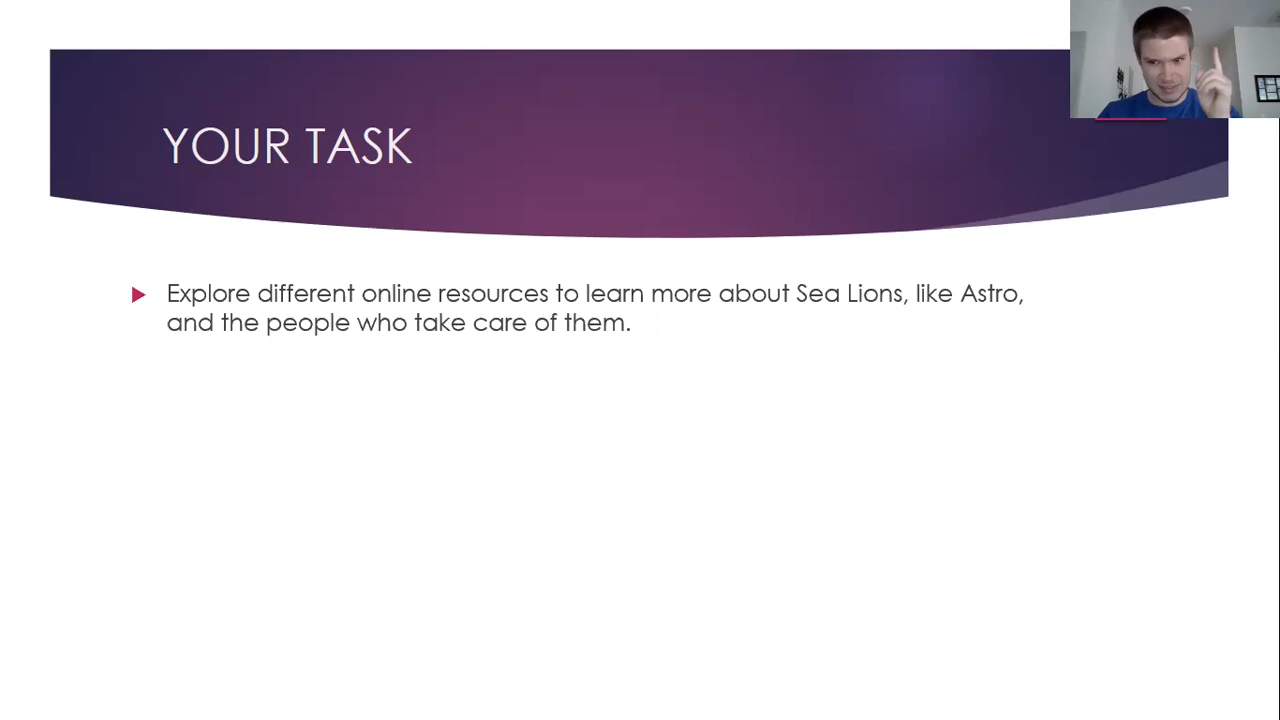 YOUR TASK
Explore different online resources to learn more about Sea Lions, like Astro,
and the people who take care of them.